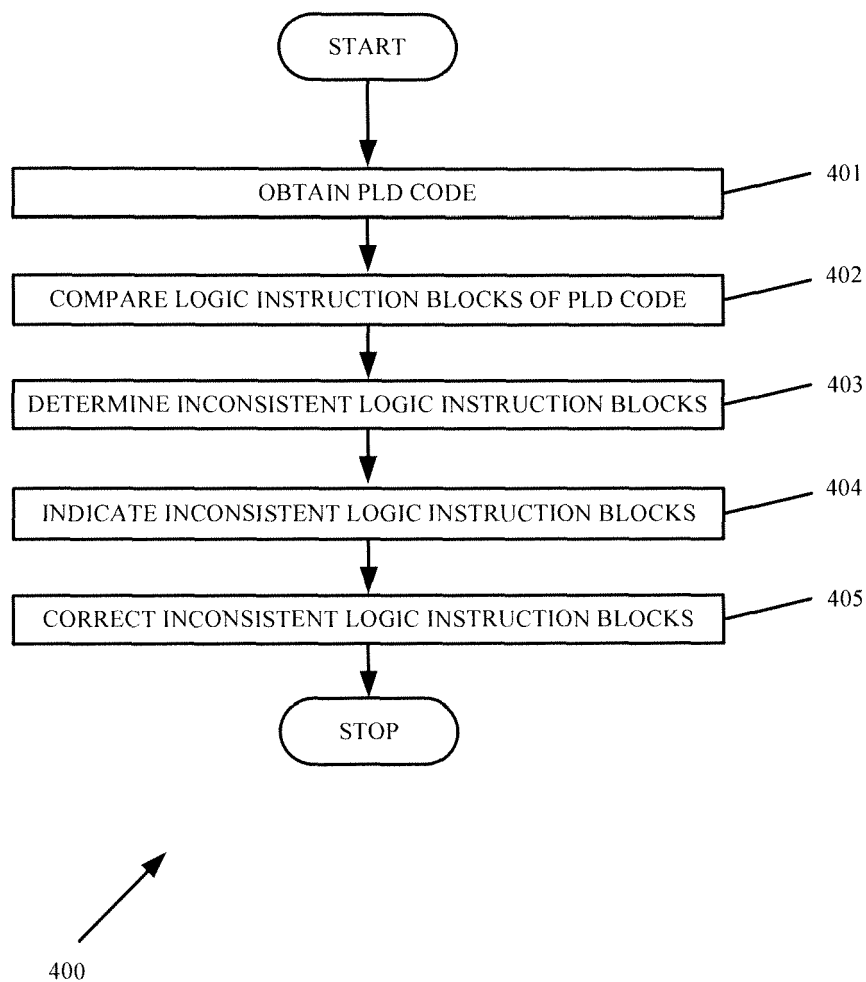 START
OBTAIN PLD CODE
401
COMPARE LOGIC INSTRUCTION BLOCKS OF PLD CODE
402
DETERMINE INCONSISTENT LOGIC INSTRUCTION BLOCKS
403
INDICATE INCONSISTENT LOGIC INSTRUCTION BLOCKS
404
CORRECT INCONSISTENT LOGIC INSTRUCTION BLOCKS
405
STOP
400